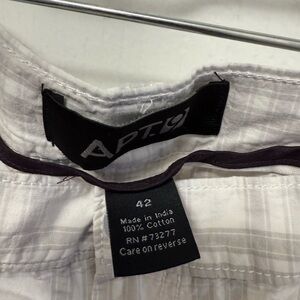 APT.9
42
Made in India
100% Cotton
RN #73277
Care on reverse